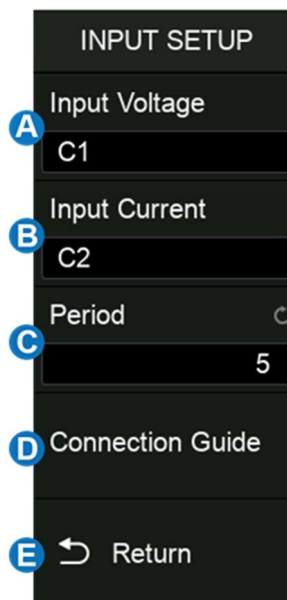 INPUT SETUP
Input Voltage
A
C1
Input Current
B
C2
Period
C
5
D Connection Guide
E Return